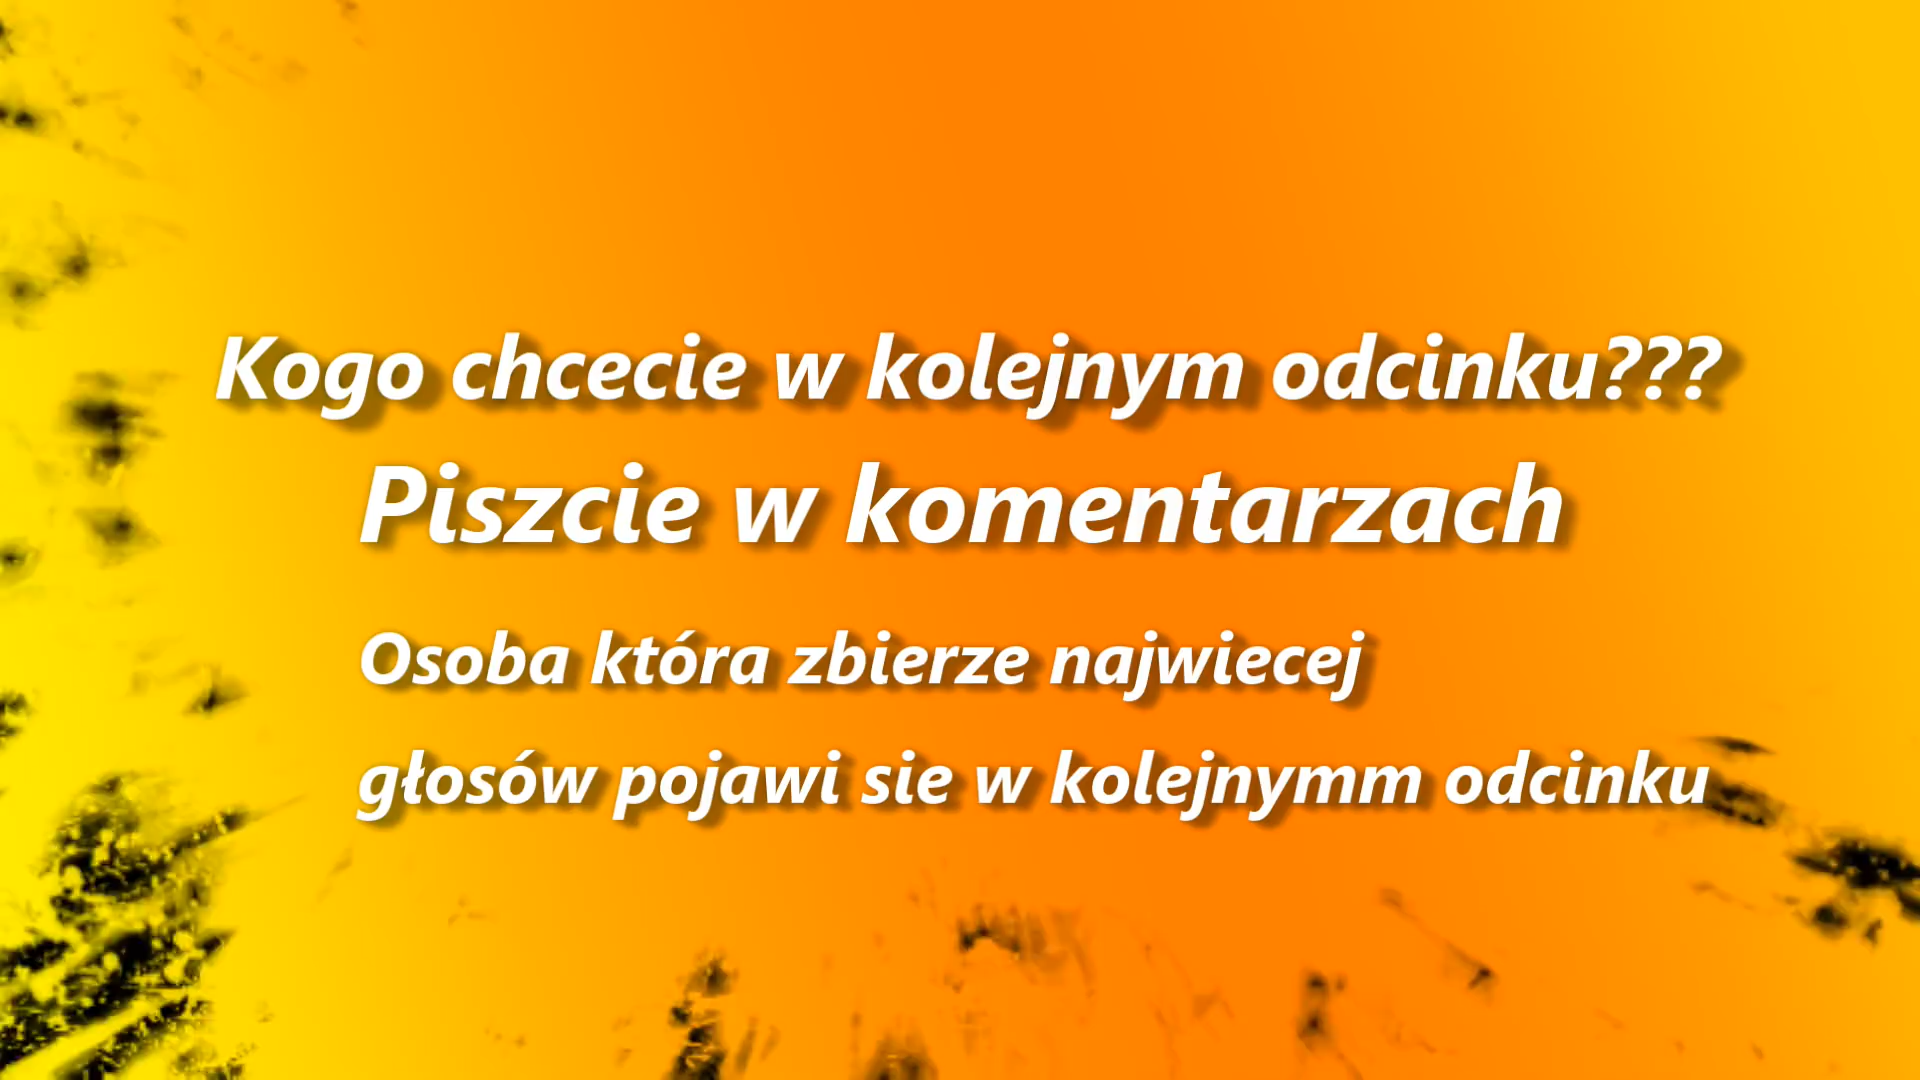 Kogo chcecie w kolejnym odcinku???
Piszcie w komentarzach
Osoba która zbierze najwiecej
głosów pojawi sie w kolejnymm odcinku